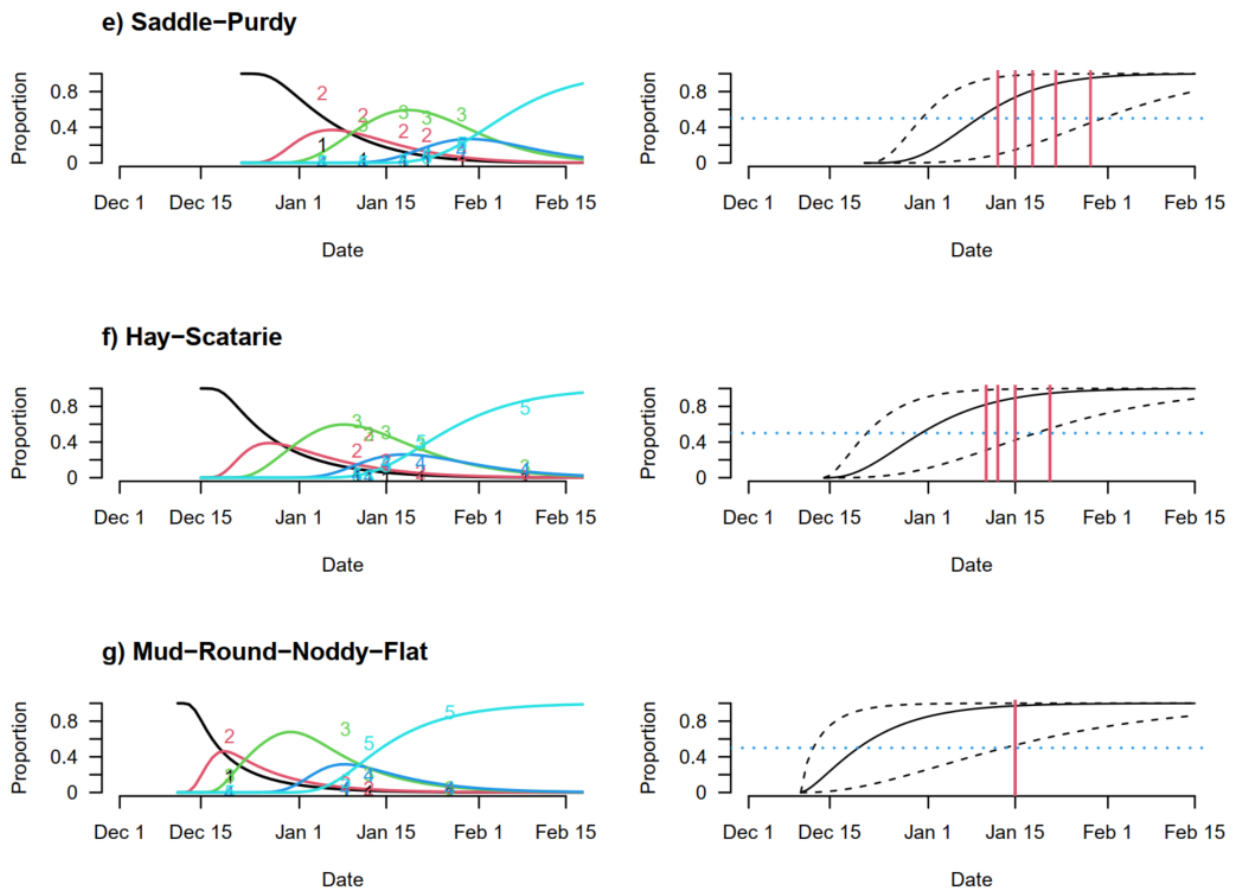 e) Saddle−Purdy
Proportion
0.8
0.4
0
1 2 2 3 3 2 3 2 3
Dec 1 Dec 15 Jan 1 Jan 15 Feb 1 Feb 15
Date
Proportion
0.8
0.4
0
Dec 1 Dec 15 Jan 1 Jan 15 Feb 1 Feb 15
Date
f) Hay−Scatarie
Proportion
0.8
0.4
0
3 2 2 3 5 4 5
Dec 1 Dec 15 Jan 1 Jan 15 Feb 1 Feb 15
Date
Proportion
0.8
0.4
0
Dec 1 Dec 15 Jan 1 Jan 15 Feb 1 Feb 15
Date
g) Mud−Round−Noddy−Flat
Proportion
0.8
0.4
0
2 3 5 5
Dec 1 Dec 15 Jan 1 Jan 15 Feb 1 Feb 15
Date
Proportion
0.8
0.4
0
Dec 1 Dec 15 Jan 1 Jan 15 Feb 1 Feb 15
Date